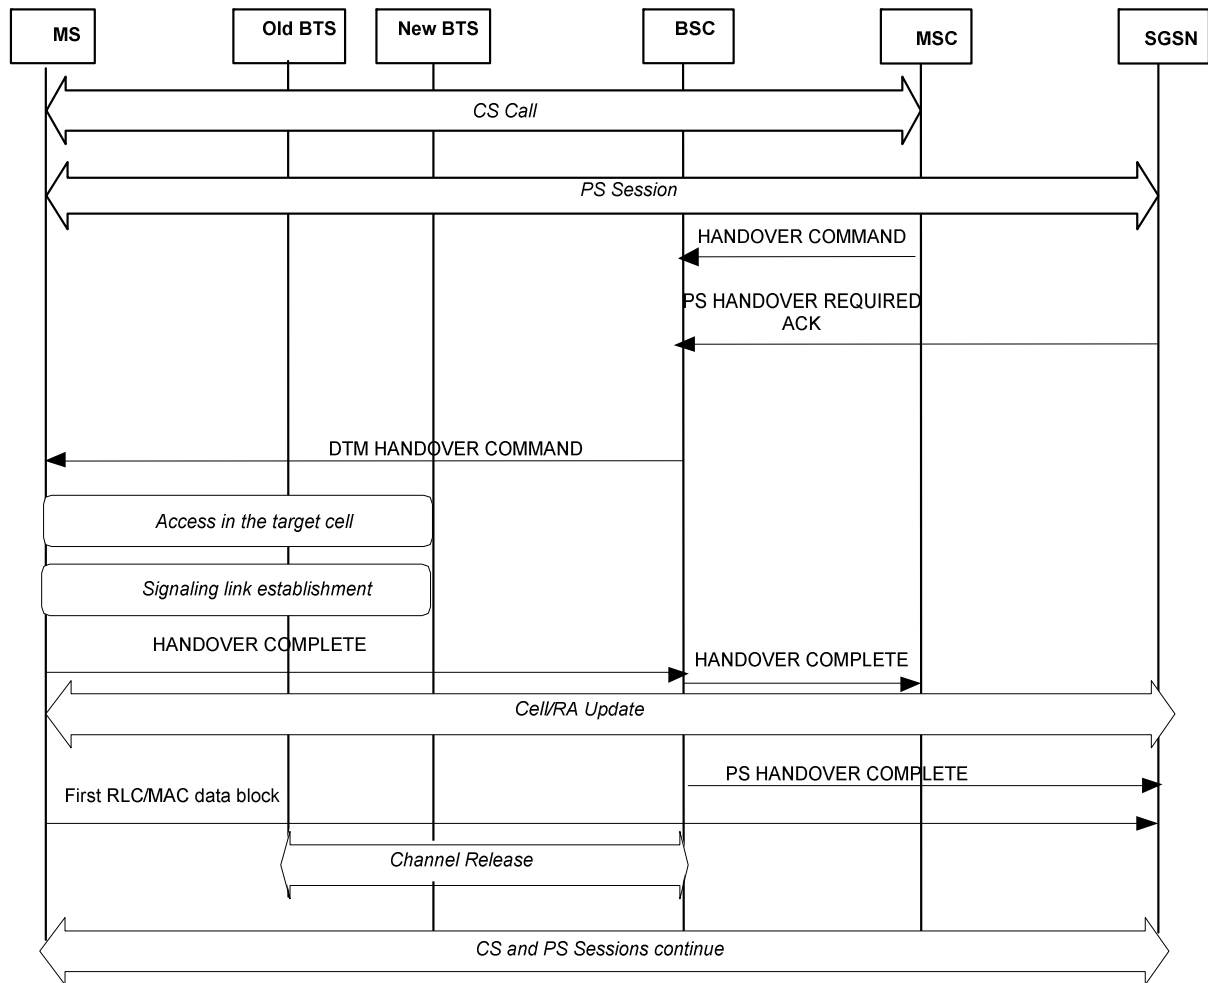 MS
Old BTS
New BTS
BSC
MSC
SGSN
CS Call
PS Session
HANDOVER COMMAND
PS HANDOVER REQUIRED
ACK
DTM HANDOVER COMMAND
Access in the target cell
Signaling link establishment
HANDOVER COMPLETE
HANDOVER COMPLETE
Cell/RA Update
PS HANDOVER COMPLETE
First RLC/MAC data block
Channel Release
CS and PS Sessions continue